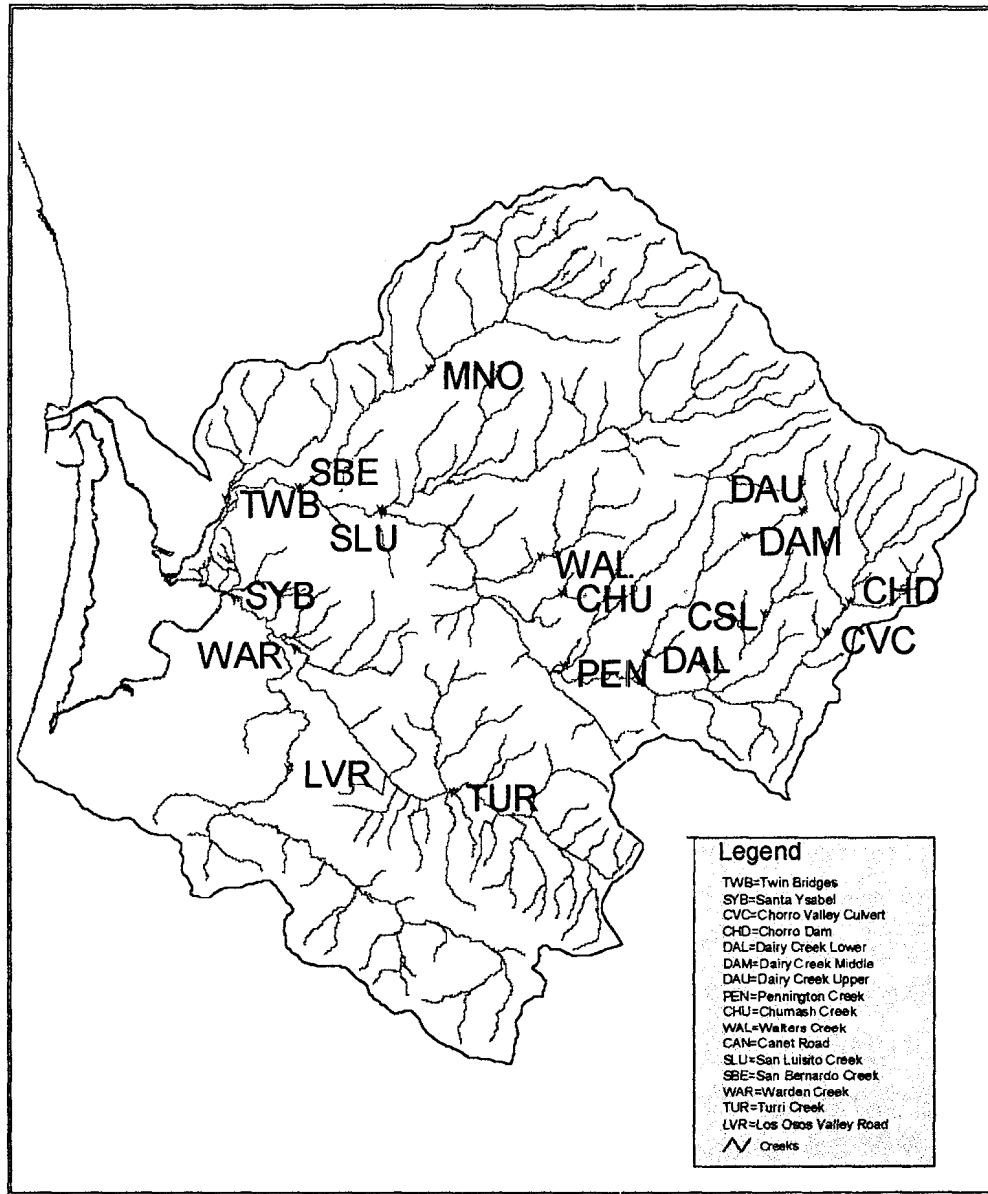 MNO
SBE
TWB
SLU
DAU
DAM
WAL
CHU
CHD
CSL
CVC
SYB
WAR
PEN
DAL
LVR
TUR
Legend
TWB=Twin Bridges
SYB=Santa Ysabel
CVC=Chorro Valley Culvert
CHD=Chorro Dam
DAL=Dairy Creek Lower
DAM=Dairy Creek Middle
DAU=Dairy Creek Upper
PEN=Pennington Creek
CHU=Chumash Creek
WAL=Walters Creek
CAN=Canet Road
SLU=San Luisito Creek
SBE=San Bernardo Creek
WAR=Warden Creek
TUR=Turri Creek
LVR=Los Osos Valley Road
Creeks